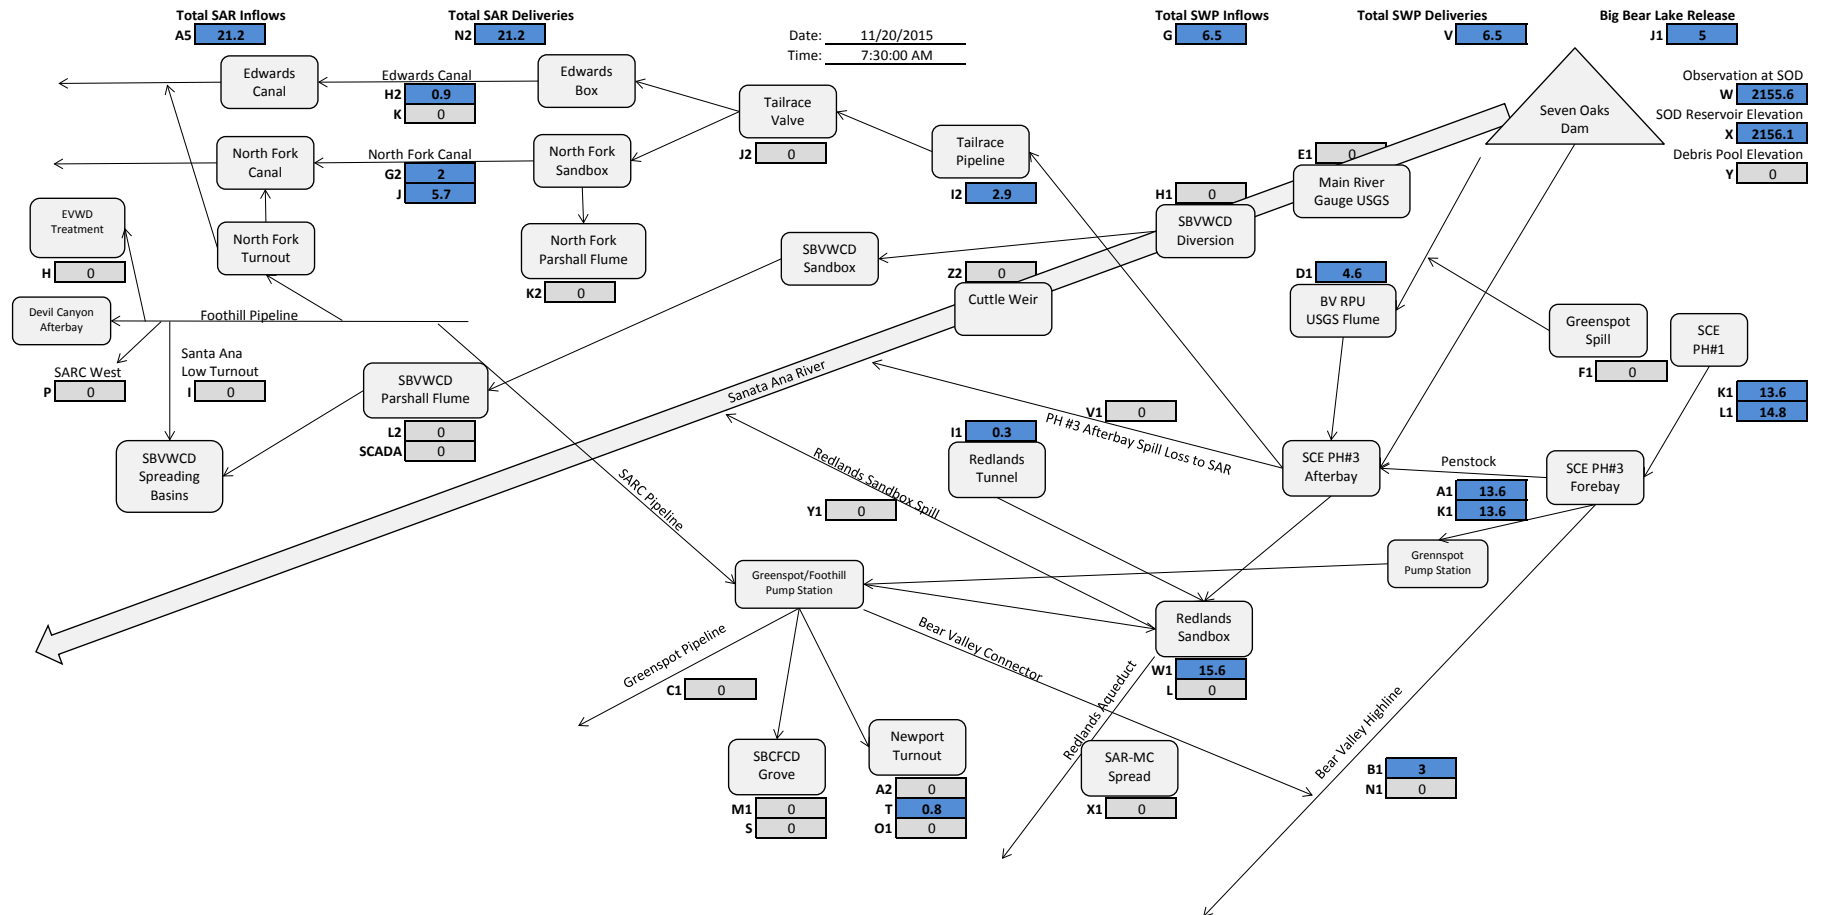 Total SAR Inflows
A5 21.2
Total SAR Deliveries
N2 21.2
Date: 11/20/2015
Time: 7:30:00 AM
Total SWP Inflows
G 6.5
Total SWP Deliveries
V 6.5
Big Bear Lake Release
J1 5
Edwards
Canal
Edwards Canal
H2 0.9
K 0
Edwards
Box
Tailrace
Valve
J2 0
Tailrace
Pipeline
I2 2.9
Seven Oaks
Dam
Observation at SOD
W 2155.6
SOD Reservoir Elevation
X 2156.1
Debris Pool Elevation
Y 0
North Fork
Canal
North Fork Canal
G2 2
J 5.7
North Fork
Sandbox
E1 0
Main River
Gauge USGS
H1 0
SBVWCD
Diversion
EVWD
Treatment
H 0
North Fork
Turnout
North Fork
Parshall Flume
K2 0
SBVWCD
Sandbox
Z2 0
Cuttle Weir
D1 4.6
BV RPU
USGS Flume
Greenspot
Spill
F1 0
SCE
PH#1
K1 13.6
L1 14.8
Devil Canyon
Afterbay
Foothill Pipeline
SARC West
P 0
Santa Ana
Low Turnout
I 0
SBVWCD
Parshall Flume
L2 0
SCADA 0
Sanata Ana River
SBVWCD
Spreading
Basins
V1 0
PH #3 Afterbay Spill Loss to SAR
I1 0.3
Redlands
Tunnel
SCE PH#3
Afterbay
Penstock
A1 13.6
K1 13.6
SCE PH#3
Forebay
SARC Pipeline
Redlands Sandbox Spill
Y1 0
Grennspot
Pump Station
Greenspot/Foothill
Pump Station
Redlands
Sandbox
W1 15.6
L 0
Greenspot Pipeline
C1 0
Bear Valley Connector
Redlands Aqueduct
Bear Valley Highline
SBCFCD
Grove
M1 0
S 0
Newport
Turnout
A2 0
T 0.8
O1 0
SAR-MC
Spread
X1 0
B1 3
N1 0